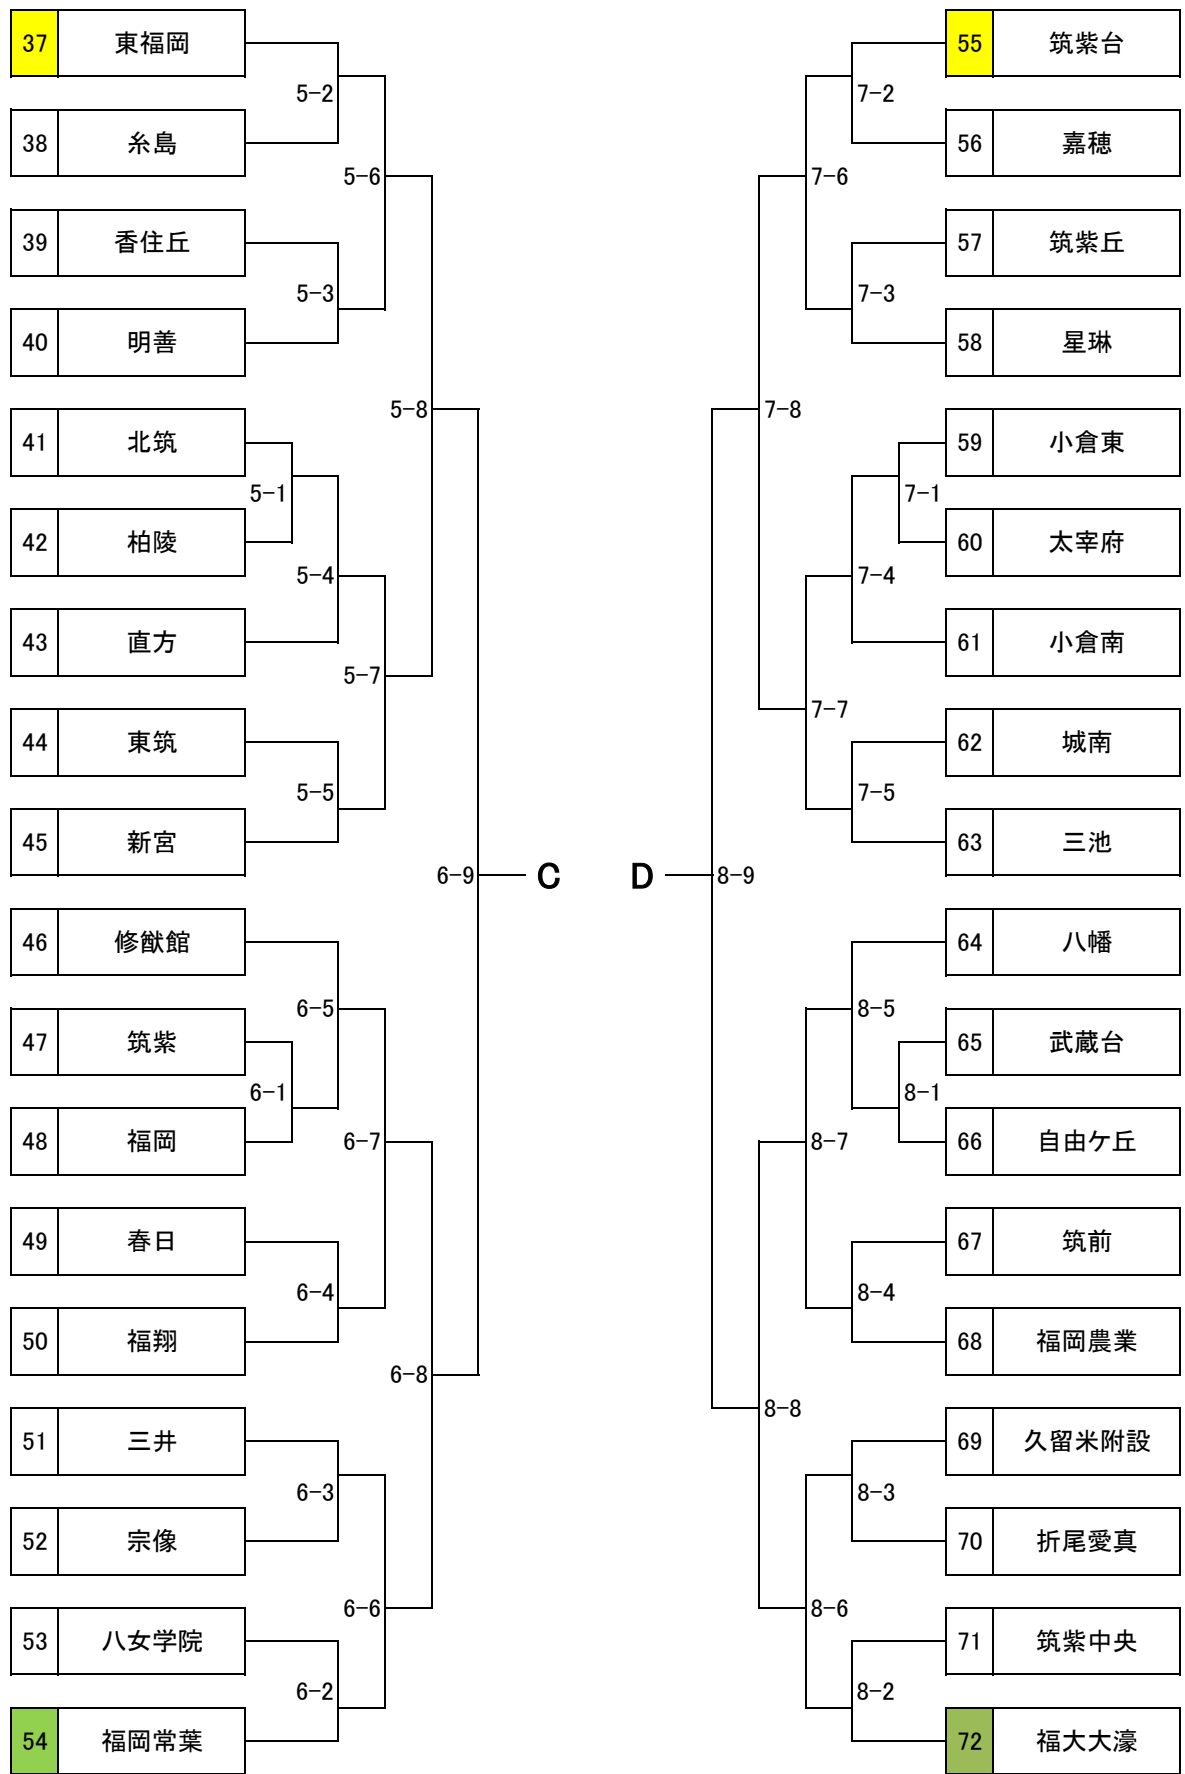 37 東福岡
5-2
38 糸島
5-6
39 香住丘
5-3
40 明善
5-8
41 北筑
5-1
42 柏陵
5-4
43 直方
5-7
44 東筑
5-5
45 新宮
6-9
C
46 修猷館
6-5
47 筑紫
6-1
48 福岡
6-7
49 春日
6-4
50 福翔
6-8
51 三井
6-3
52 宗像
6-6
53 八女学院
6-2
54 福岡常葉
55 筑紫台
7-2
56 嘉穂
7-6
57 筑紫丘
7-3
58 星琳
7-8
59 小倉東
7-1
60 太宰府
7-4
61 小倉南
7-7
62 城南
7-5
63 三池
D
8-9
64 八幡
8-5
65 武蔵台
8-1
66 自由ケ丘
8-7
67 筑前
8-4
68 福岡農業
8-8
69 久留米附設
8-3
70 折尾愛真
8-6
71 筑紫中央
8-2
72 福大大濠